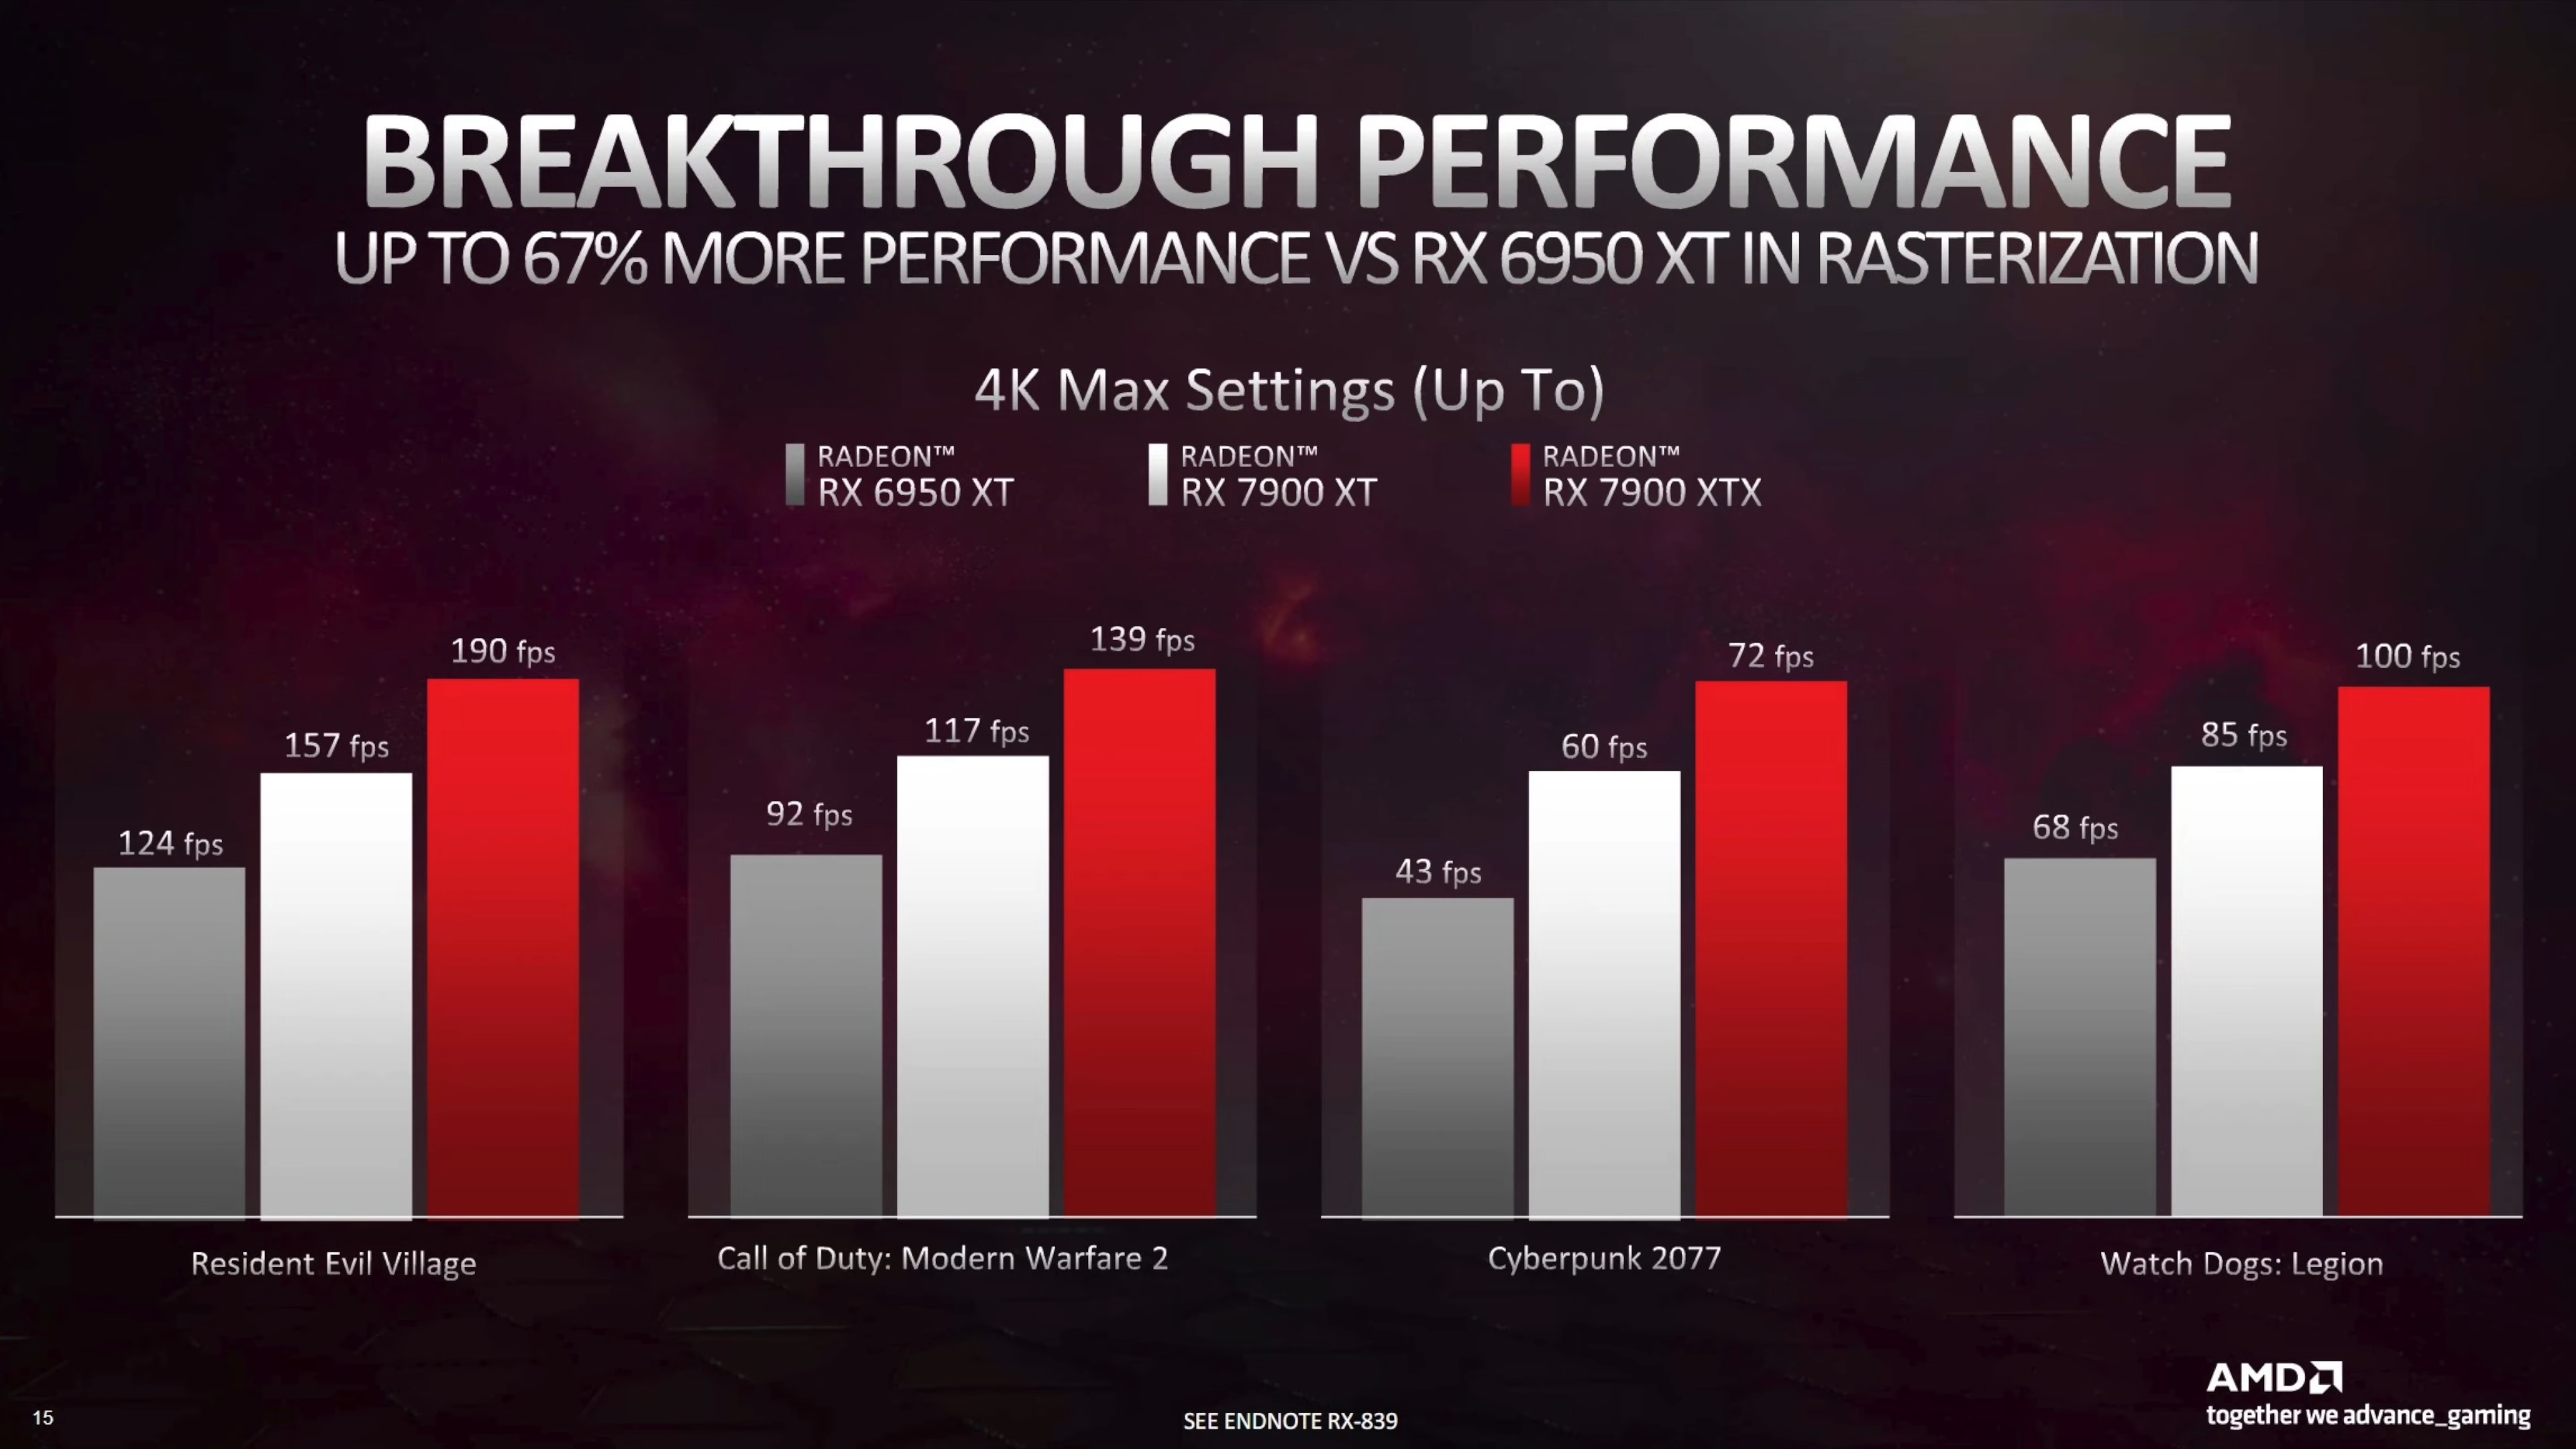 BREAKTHROUGH PERFORMANCE
UP TO 67% MORE PERFORMANCE VS RX 6950 XT IN RASTERIZATION
4K Max Settings (Up To)
RADEON™
RX 6950 XT
RADEON™
RX 7900 XT
RADEON™
RX 7900 XTX
124 fps
157 fps
190 fps
Resident Evil Village
92 fps
117 fps
139 fps
Call of Duty: Modern Warfare 2
43 fps
60 fps
72 fps
Cyberpunk 2077
68 fps
85 fps
100 fps
Watch Dogs: Legion
15
SEE ENDNOTE RX-839
AMD
together we advance_gaming